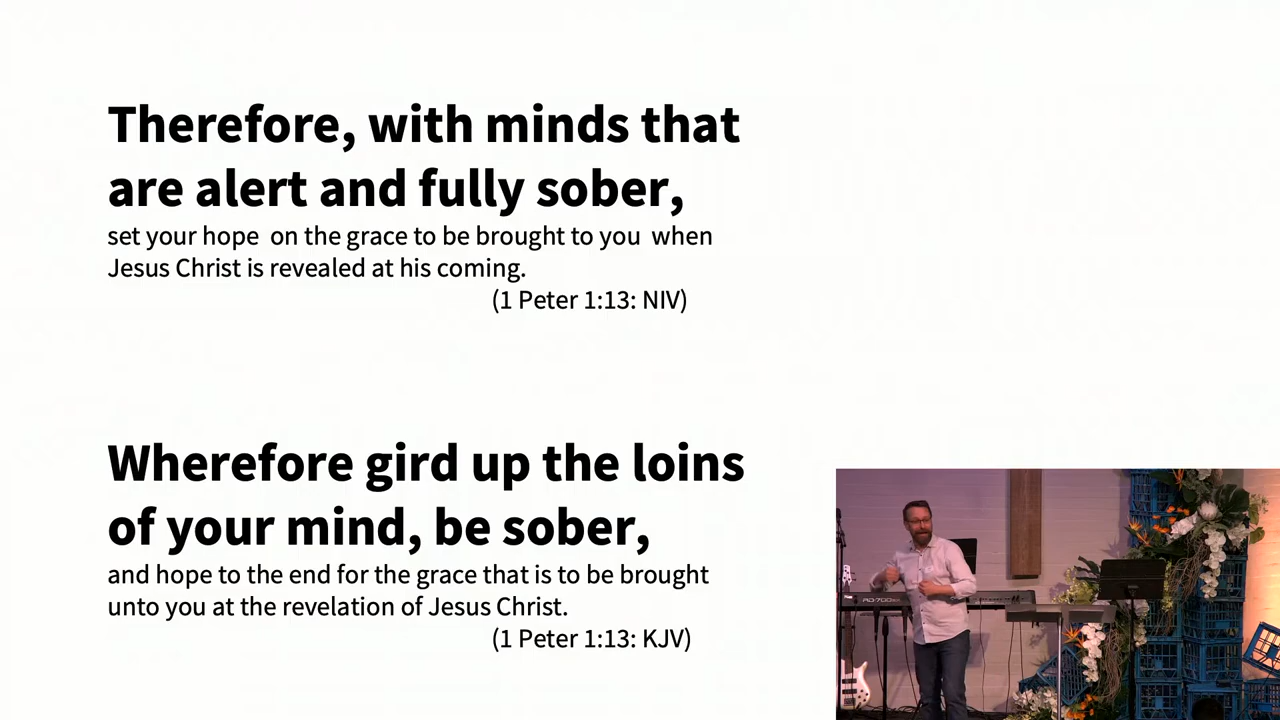 Therefore, with minds that
are alert and fully sober,
set your hope on the grace to be brought to you when
Jesus Christ is revealed at his coming.
(1 Peter 1:13: NIV)
Wherefore gird up the loins
of your mind, be sober,
and hope to the end for the grace that is to be brought
unto you at the revelation of Jesus Christ.
(1 Peter 1:13: KJV)